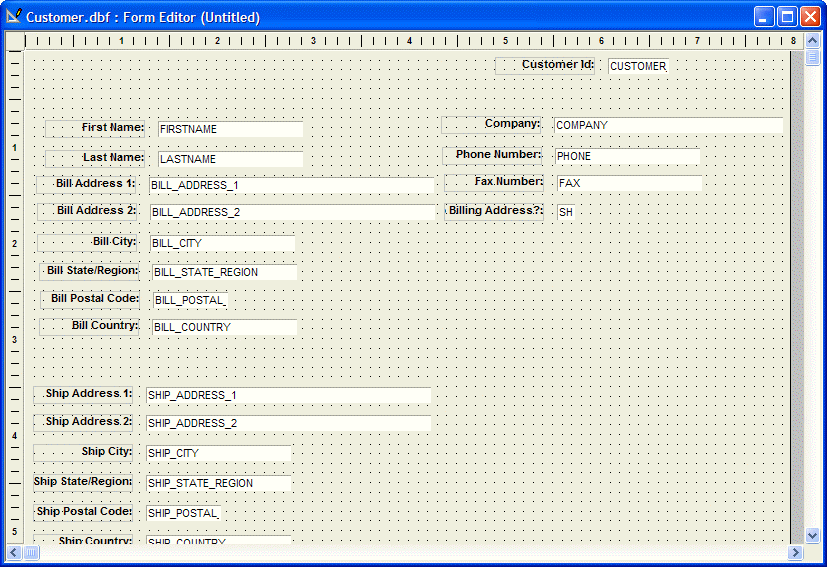 Customer.dbf : Form Editor (Untitled)
1 2 3 4 5 6 7 8
Customer Id: CUSTOMER_
First Name: FIRSTNAME Company: COMPANY
1
Last Name: LASTNAME Phone Number: PHONE
Bill Address 1: BILL_ADDRESS_1 Fax Number: FAX
Bill Address 2: BILL_ADDRESS_2 Billing Address?: SH
2
Bill City: BILL_CITY
Bill State/Region: BILL_STATE_REGION
Bill Postal Code: BILL_POSTAL_
Bill Country: BILL_COUNTRY
3
Ship Address 1: SHIP_ADDRESS_1
Ship Address 2: SHIP_ADDRESS_2
4
Ship City: SHIP_CITY
Ship State/Region: SHIP_STATE_REGION
Ship Postal Code: SHIP_POSTAL_
5
Ship Country: SHIP_COUNTRY